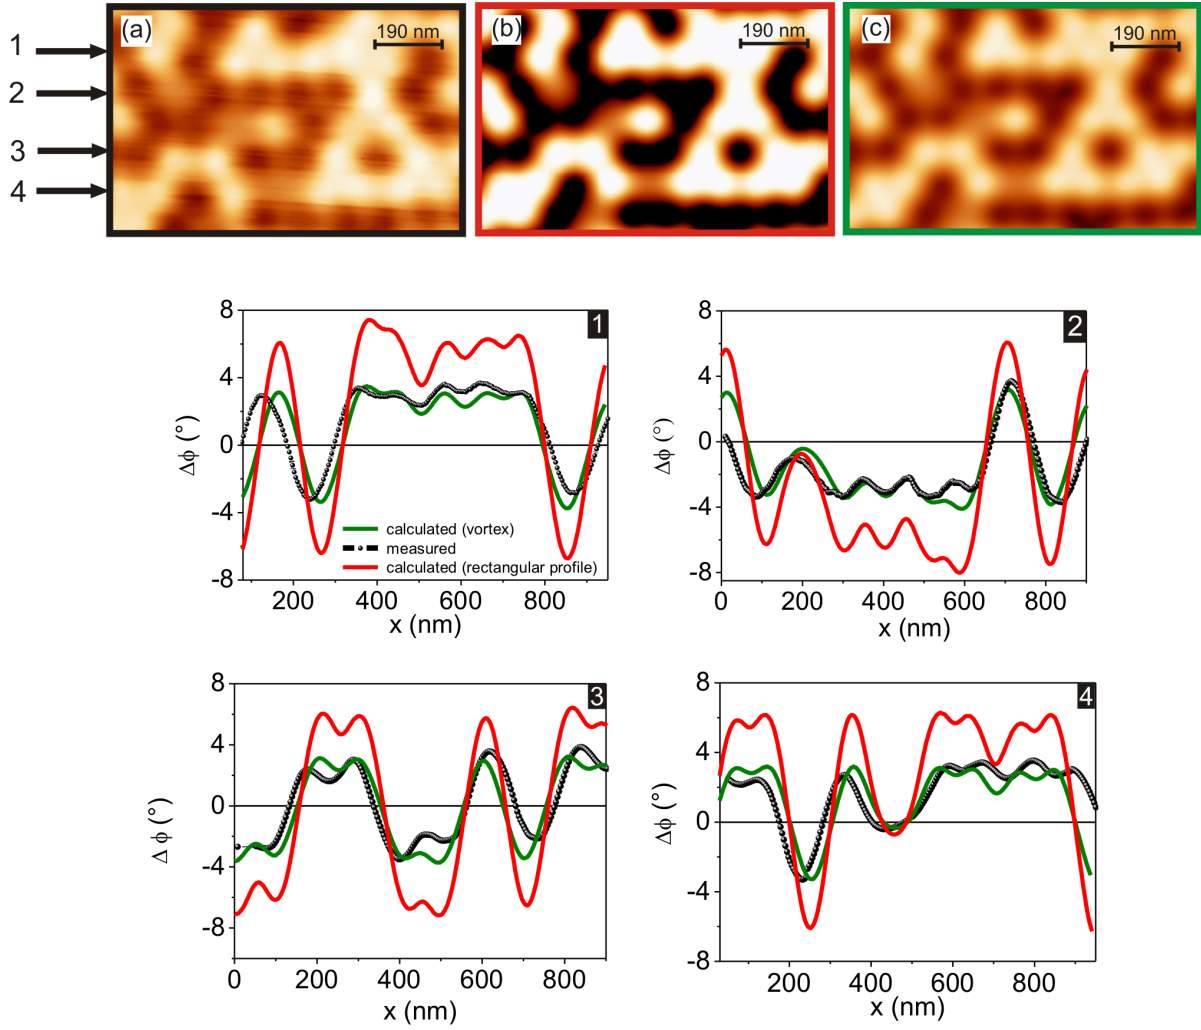 (a) 190 nm
(b) 190 nm
(c) 190 nm
1
2
3
4
1
8
4
0
-4
-8
Δϕ (°)
200 400 600 800
x (nm)
calculated (vortex)
measured
calculated (rectangular profile)
2
8
4
0
-4
-8
Δϕ (°)
0 200 400 600 800
x (nm)
3
8
4
0
-4
-8
Δ ϕ (°)
0 200 400 600 800
x (nm)
4
8
4
0
-4
-8
Δϕ (°)
200 400 600 800
x (nm)